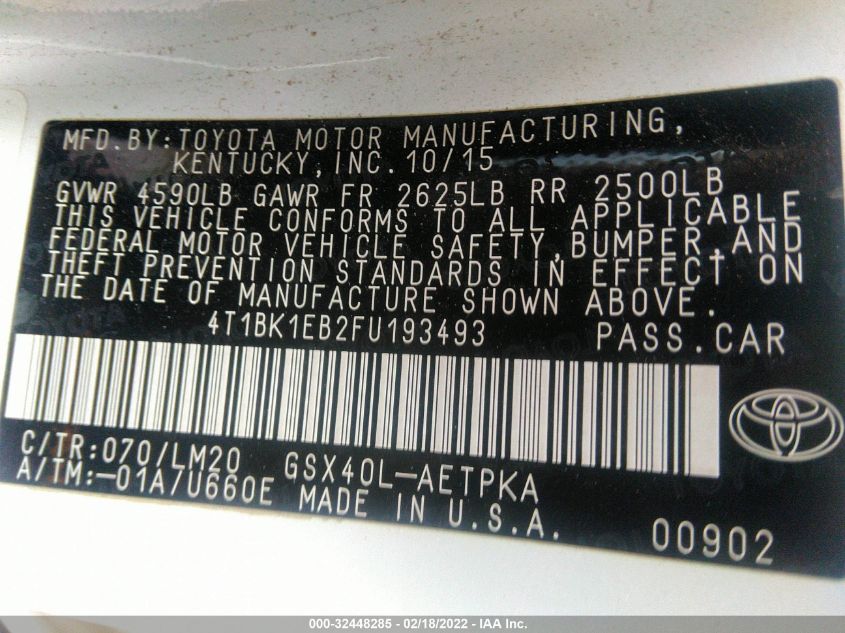 MFD.BY:TOYOTA MOTOR MANUFACTURING,
KENTUCKY,INC. 10/15
GVWR 4590LB GAWR FR 2625LB RR 2500LB
THIS VEHICLE CONFORMS TO ALL APPLICABLE
FEDERAL MOTOR VEHICLE SAFETY,BUMPER,AND
THEFT PREVENTION STANDARDS IN EFFECT ON
THE DATE OF MANUFACTURE SHOWN ABOVE.
4T1BK1EB2FU193493 PASS.CAR
C/TR:070/LM20 GSX40L-AETPKA
A/TM:-01A/U660E MADE IN U.S.A.
00902
000-32448285 - 02/18/2022 - IAA Inc.